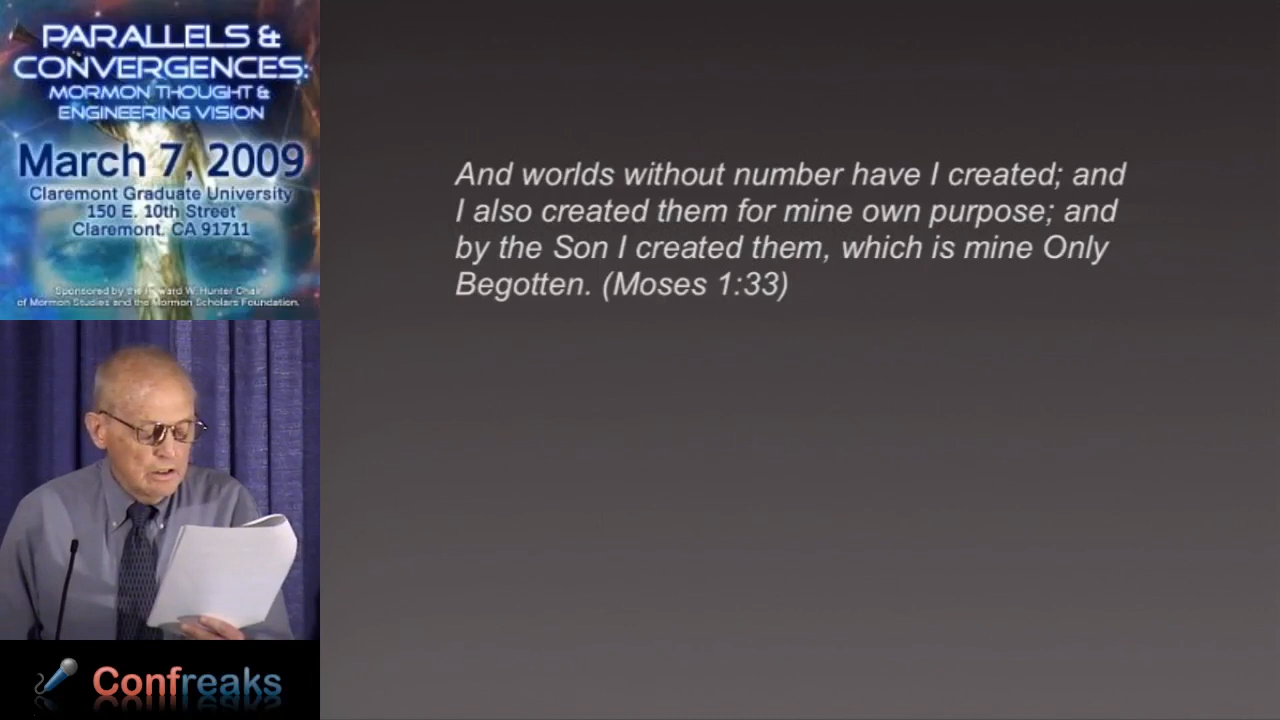 PARALLELS &
CONVERGENCES:
MORMON THOUGHT &
ENGINEERING VISION
March 7, 2009
Claremont Graduate University
150 E. 10th Street
Claremont, CA 91711
Sponsored by the Howard W. Hunter Chair
of Mormon Studies and the Mormon Scholars Foundation.
And worlds without number have I created; and
I also created them for mine own purpose; and
by the Son I created them, which is mine Only
Begotten. (Moses 1:33)
Confreaks